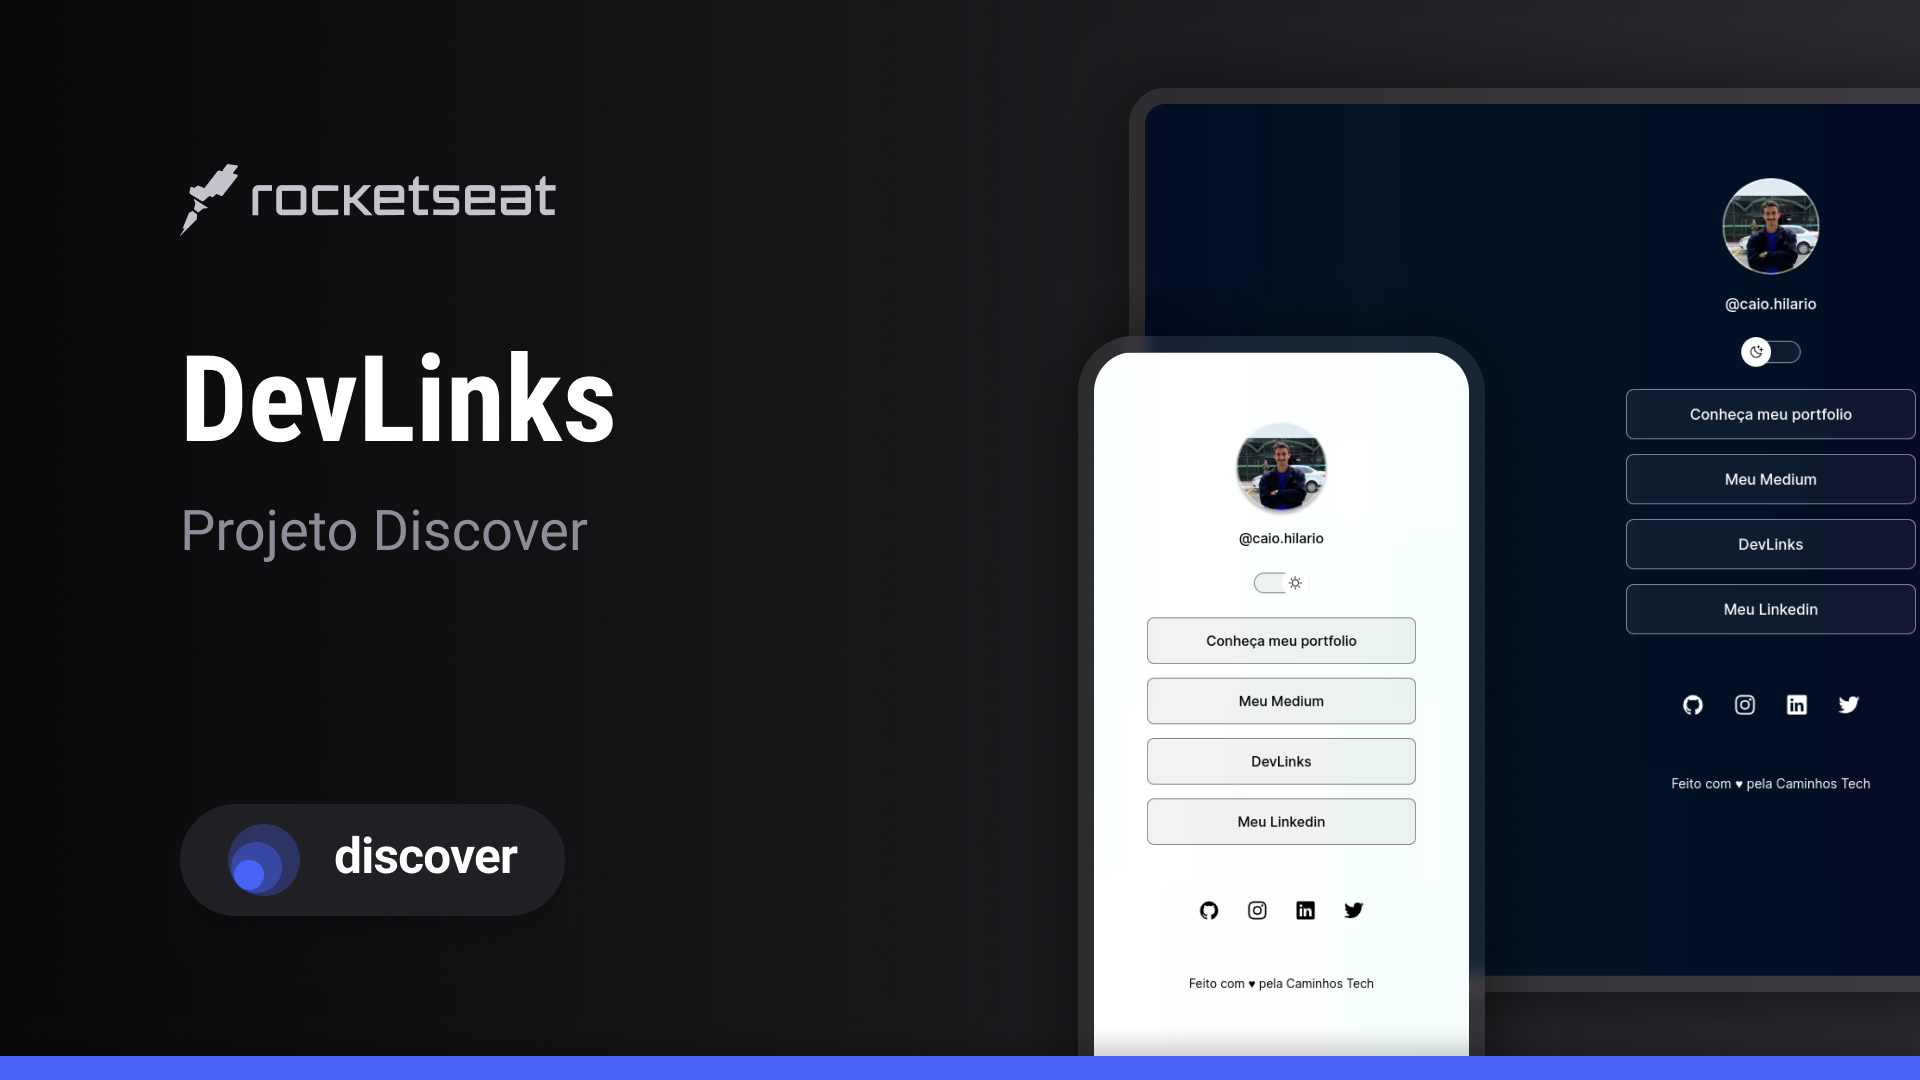 rocketseat
DevLinks
Projeto Discover
discover
@caio.hilario
Conheça meu portfolio
Meu Medium
DevLinks
Meu Linkedin
Feito com ♥ pela Caminhos Tech
@caio.hilario
Conheça meu portfolio
Meu Medium
DevLinks
Meu Linkedin
Feito com ♥ pela Caminhos Tech